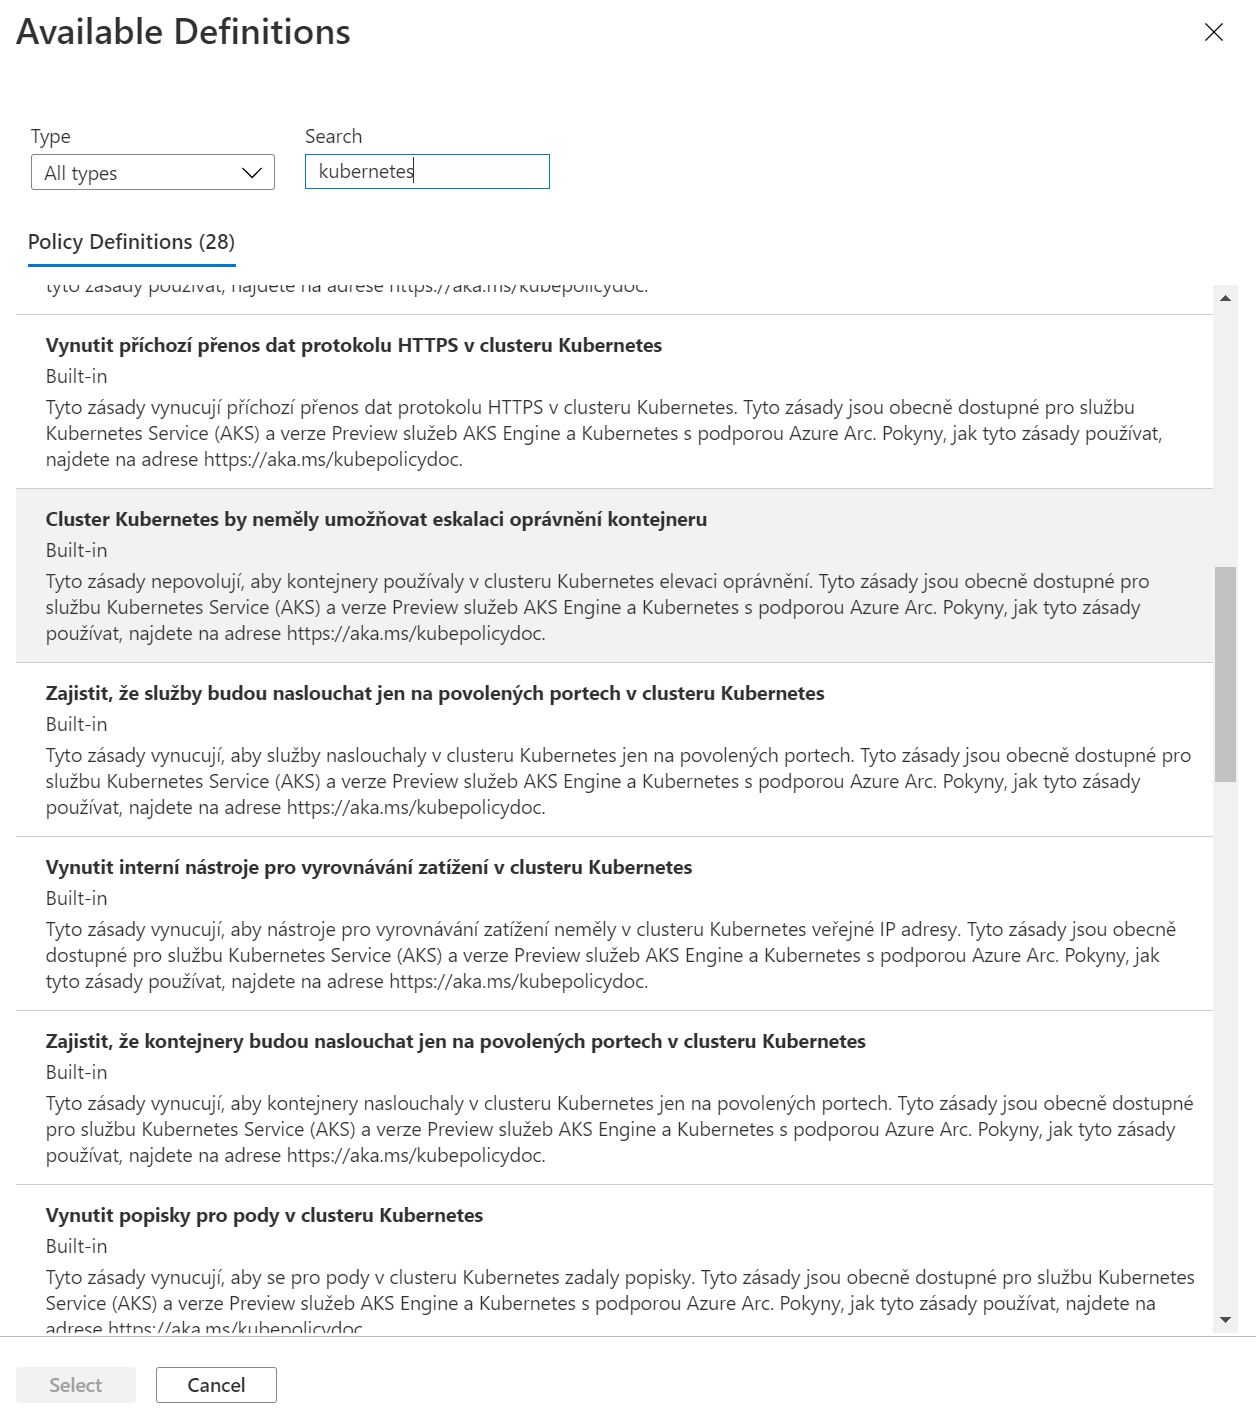 Available Definitions
Type
Search
All types
kubernetes
Policy Definitions (28)
tyto zásady používat, najdete na adrese https://aka.ms/kubepolicydoc.
Vynutit příchozí přenos dat protokolu HTTPS v clusteru Kubernetes
Built-in
Tyto zásady vynucují příchozí přenos dat protokolu HTTPS v clusteru Kubernetes. Tyto zásady jsou obecně dostupné pro službu
Kubernetes Service (AKS) a verze Preview služeb AKS Engine a Kubernetes s podporou Azure Arc. Pokyny, jak tyto zásady používat,
najdete na adrese https://aka.ms/kubepolicydoc.
Cluster Kubernetes by neměly umožňovat eskalaci oprávnění kontejneru
Built-in
Tyto zásady nepovolují, aby kontejnery používaly v clusteru Kubernetes elevaci oprávnění. Tyto zásady jsou obecně dostupné pro
službu Kubernetes Service (AKS) a verze Preview služeb AKS Engine a Kubernetes s podporou Azure Arc. Pokyny, jak tyto zásady
používat, najdete na adrese https://aka.ms/kubepolicydoc.
Zajistit, že služby budou naslouchat jen na povolených portech v clusteru Kubernetes
Built-in
Tyto zásady vynucují, aby služby naslouchaly v clusteru Kubernetes jen na povolených portech. Tyto zásady jsou obecně dostupné pro
službu Kubernetes Service (AKS) a verze Preview služeb AKS Engine a Kubernetes s podporou Azure Arc. Pokyny, jak tyto zásady
používat, najdete na adrese https://aka.ms/kubepolicydoc.
Vynutit interní nástroje pro vyrovnávání zatížení v clusteru Kubernetes
Built-in
Tyto zásady vynucují, aby nástroje pro vyrovnávání zatížení neměly v clusteru Kubernetes veřejné IP adresy. Tyto zásady jsou obecně
dostupné pro službu Kubernetes Service (AKS) a verze Preview služeb AKS Engine a Kubernetes s podporou Azure Arc. Pokyny, jak
tyto zásady používat, najdete na adrese https://aka.ms/kubepolicydoc.
Zajistit, že kontejnery budou naslouchat jen na povolených portech v clusteru Kubernetes
Built-in
Tyto zásady vynucují, aby kontejnery naslouchaly v clusteru Kubernetes jen na povolených portech. Tyto zásady jsou obecně dostupné
pro službu Kubernetes Service (AKS) a verze Preview služeb AKS Engine a Kubernetes s podporou Azure Arc. Pokyny, jak tyto zásady
používat, najdete na adrese https://aka.ms/kubepolicydoc.
Vynutit popisky pro pody v clusteru Kubernetes
Built-in
Tyto zásady vynucují, aby se pro pody v clusteru Kubernetes zadaly popisky. Tyto zásady jsou obecně dostupné pro službu Kubernetes
Service (AKS) a verze Preview služeb AKS Engine a Kubernetes s podporou Azure Arc. Pokyny, jak tyto zásady používat, najdete na
adrese https://aka.ms/kubepolicydoc.
Select
Cancel